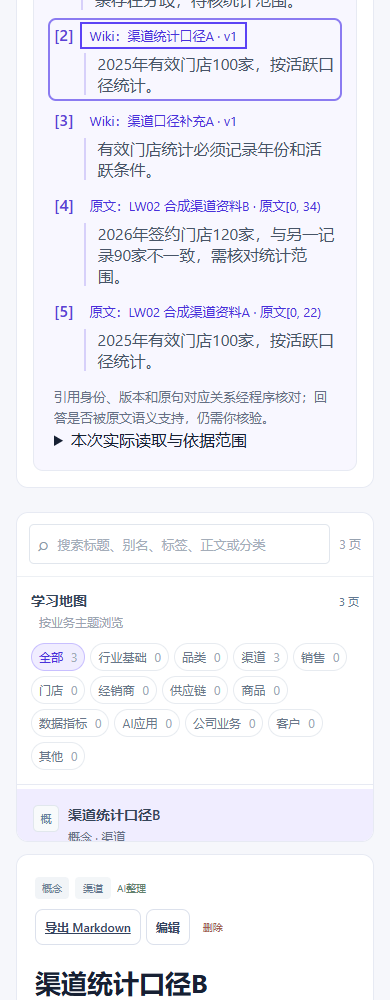 [2] Wiki：渠道统计口径A · v1
2025年有效门店100家，按活跃口
径统计。
[3] Wiki：渠道口径补充A · v1
有效门店统计必须记录年份和活
跃条件。
[4] 原文：LW02 合成渠道资料B · 原文[0, 34)
2026年签约门店120家，与另一记
录90家不一致，需核对统计范
围。
[5] 原文：LW02 合成渠道资料A · 原文[0, 22)
2025年有效门店100家，按活跃口
径统计。
引用身份、版本和原句对应关系经程序核对；回
答是否被原文语义支持，仍需你核验。
▶ 本次实际读取与依据范围
搜索标题、别名、标签、正文或分类 3 页
学习地图 3 页
按业务主题浏览
全部 3 行业基础 0 品类 0 渠道 3 销售 0
门店 0 经销商 0 供应链 0 商品 0
数据指标 0 AI应用 0 公司业务 0 客户 0
其他 0
概 渠道统计口径B
概念 · 渠道
概念 渠道 AI整理
导出 Markdown 编辑 删除
渠道统计口径B